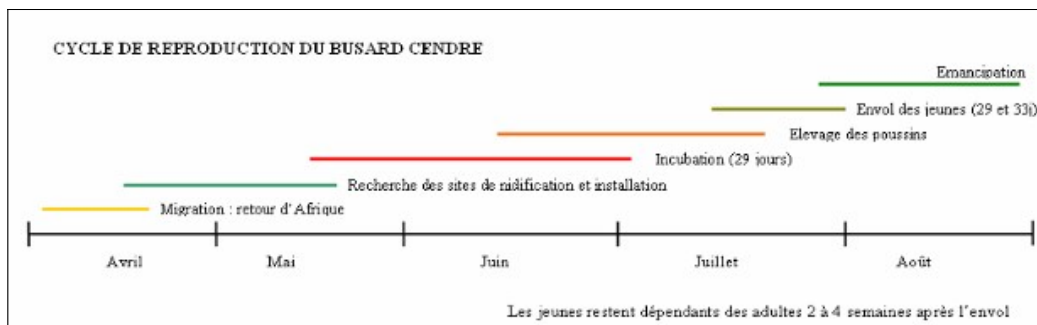 CYCLE DE REPRODUCTION DU BUSARD CENDRE
Emancipation
Envol des jeunes (29 et 33j)
Elevage des poussins
Incubation (29 jours)
Recherche des sites de nidification et installation
Migration : retour d'Afrique
Avril Mai Juin Juillet Août
Les jeunes restent dépendants des adultes 2 à 4 semaines après l'envol